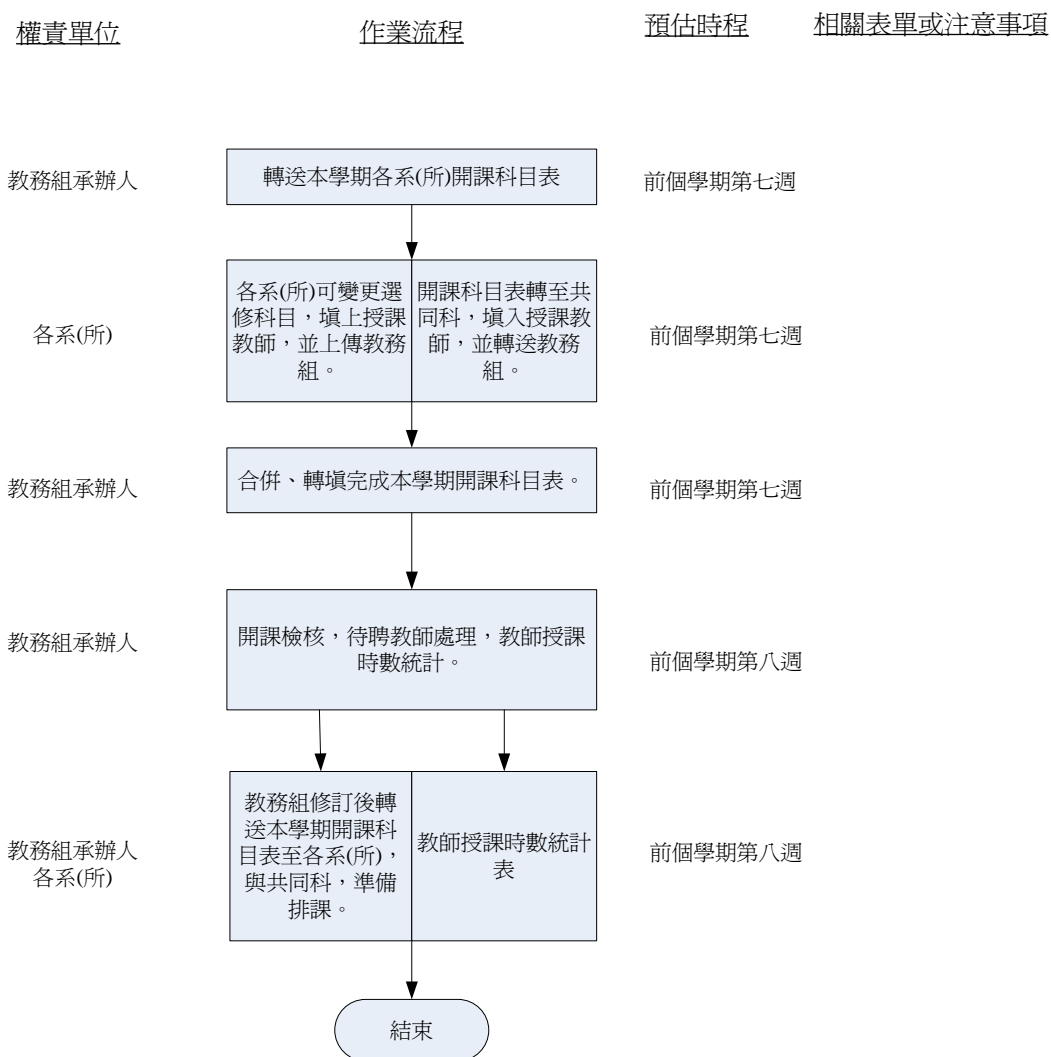 權責單位
作業流程
預估時程
相關表單或注意事項
教務組承辦人
轉送本學期各系(所)開課科目表
前個學期第七週
各系(所)
各系(所)可變更選
修科目，填上授課
教師，並上傳教務
組。
開課科目表轉至共
同科，填入授課教
師，並轉送教務
組。
前個學期第七週
教務組承辦人
合併、轉填完成本學期開課科目表。
前個學期第七週
教務組承辦人
開課檢核，待聘教師處理，教師授課
時數統計。
前個學期第八週
教務組承辦人
各系(所)
教務組修訂後轉
送本學期開課科
目表至各系(所)，
與共同科，準備
排課。
教師授課時數統計
表
前個學期第八週
結束